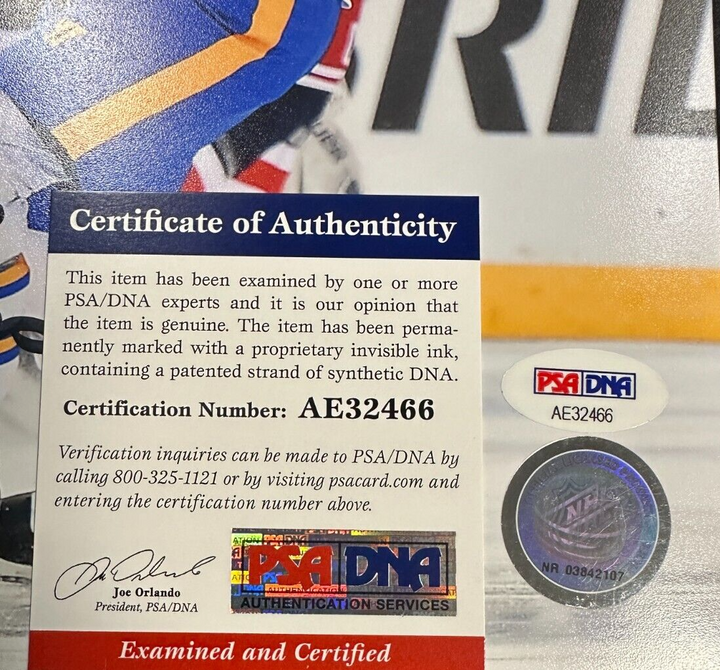 RIL
Certificate of Authenticity
This item has been examined by one or more
PSA/DNA experts and it is our opinion that
the item is genuine. The item has been perma-
nently marked with a proprietary invisible ink,
containing a patented strand of synthetic DNA.
Certification Number: AE32466
Verification inquiries can be made to PSA/DNA by
calling 800-325-1121 or by visiting psacard.com and
entering the certification number above.
Joe Orlando
President, PSA/DNA
PSA DNA
AUTHENTICATION SERVICES
Examined and Certified
PSA DNA
AE32466
NHL
NR 03842107